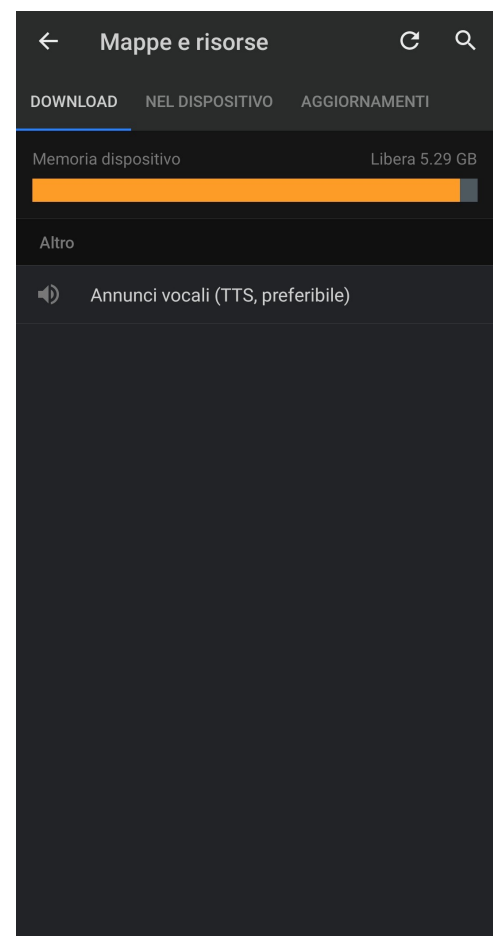 Mappe e risorse
DOWNLOAD NEL DISPOSITIVO AGGIORNAMENTI
Memoria dispositivo Libera 5.29 GB
Altro
Annunci vocali (TTS, preferibile)